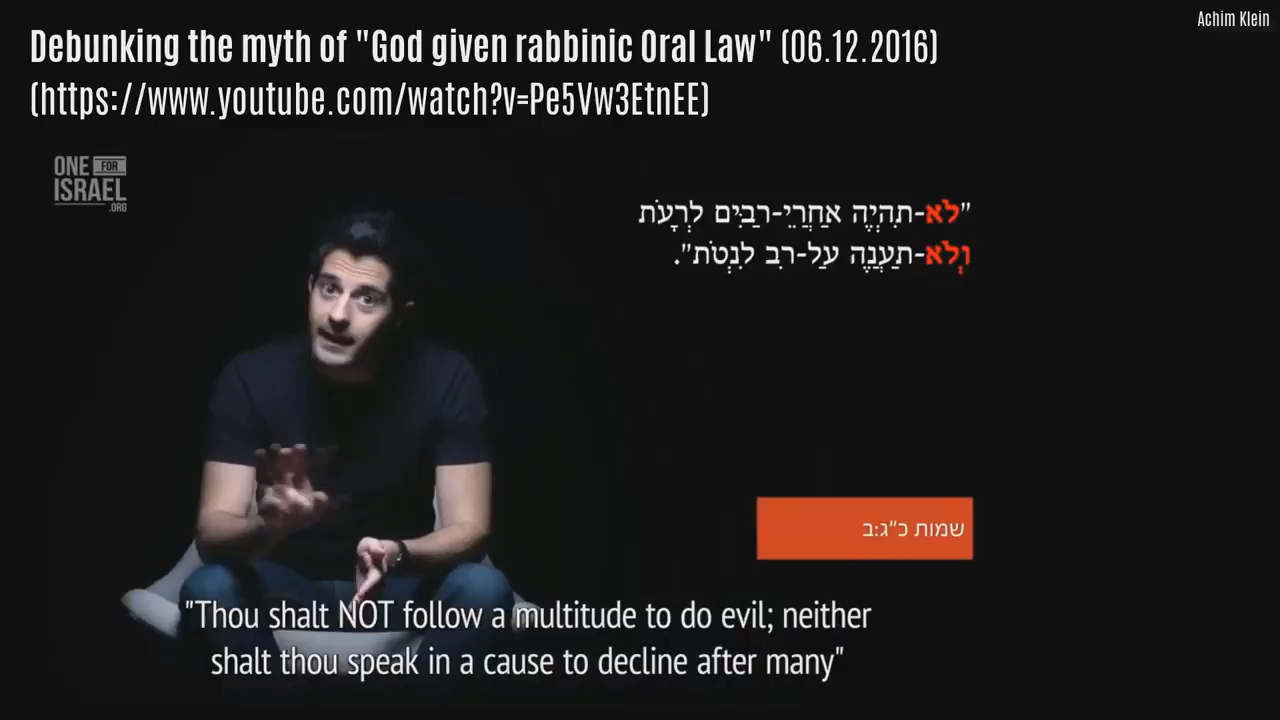 Achim Klein
Debunking the myth of "God given rabbinic Oral Law" (06.12.2016)
(https://www.youtube.com/watch?v=Pe5Vw3EtnEE)
ONE FOR
ISRAEL
.ORG
"לֹא-תִהְיֶה אַחֲרֵי-רַבִּים לְרָעֹת
וְלֹא-תַעֲנֶה עַל-רִב לִנְטֹת".
שמות כ"ג:ב
"Thou shalt NOT follow a multitude to do evil; neither
shalt thou speak in a cause to decline after many"